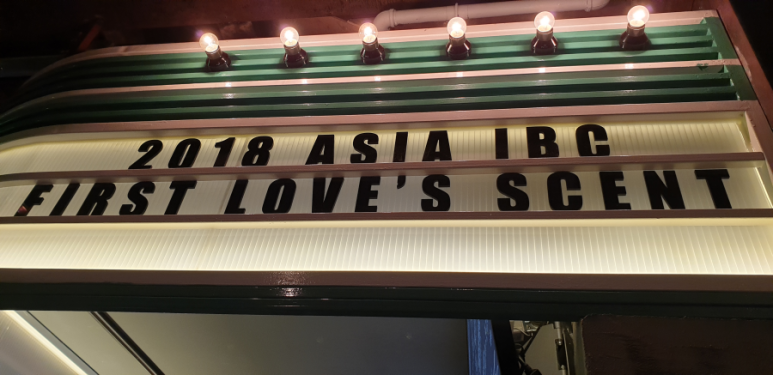 2018 ASIA IBC
FIRST LOVE'S SCENT